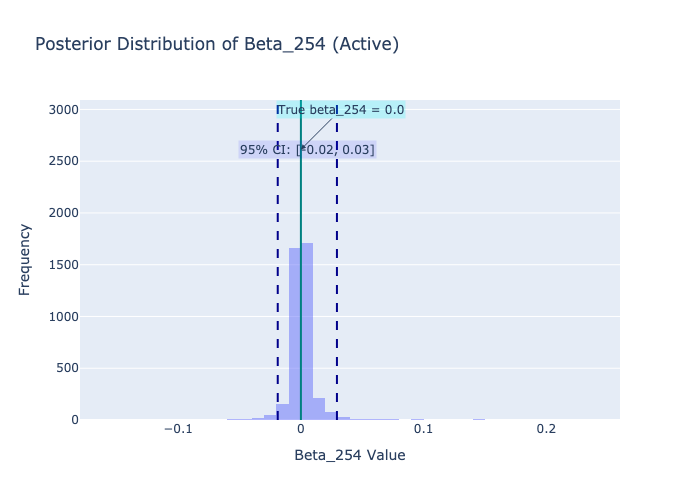 Posterior Distribution of Beta_254 (Active)
3000
True beta_254 = 0.0
95% CI: [-0.02, 0.03]
2500
2000
1500
1000
500
0
Frequency
−0.1
0
0.1
0.2
Beta_254 Value